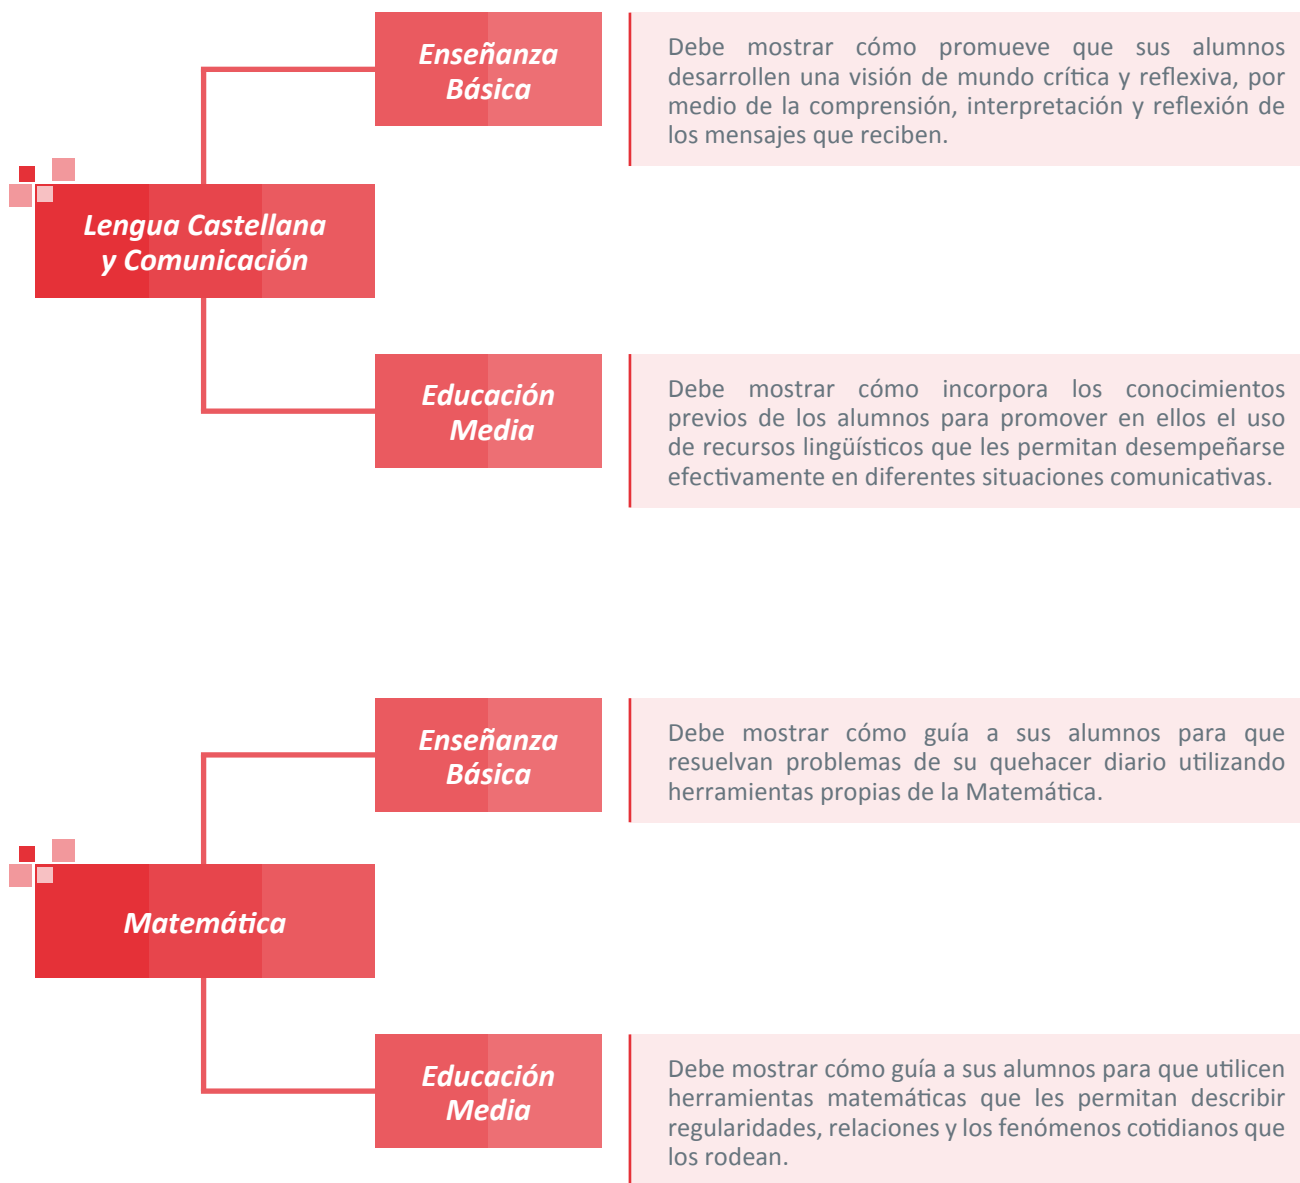 Enseñanza
Básica
Debe mostrar cómo promueve que sus alumnos
desarrollen una visión de mundo crítica y reflexiva, por
medio de la comprensión, interpretación y reflexión de
los mensajes que reciben.
Lengua Castellana
y Comunicación
Educación
Media
Debe mostrar cómo incorpora los conocimientos
previos de los alumnos para promover en ellos el uso
de recursos lingüísticos que les permitan desempeñarse
efectivamente en diferentes situaciones comunicativas.
Enseñanza
Básica
Debe mostrar cómo guía a sus alumnos para que
resuelvan problemas de su quehacer diario utilizando
herramientas propias de la Matemática.
Matemática
Educación
Media
Debe mostrar cómo guía a sus alumnos para que utilicen
herramientas matemáticas que les permitan describir
regularidades, relaciones y los fenómenos cotidianos que
los rodean.